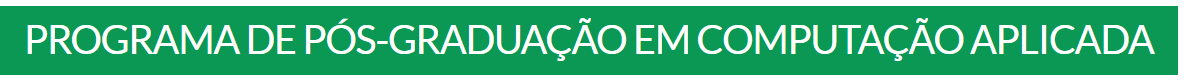 PROGRAMA DE PÓS-GRADUAÇÃO EM COMPUTAÇÃO APLICADA